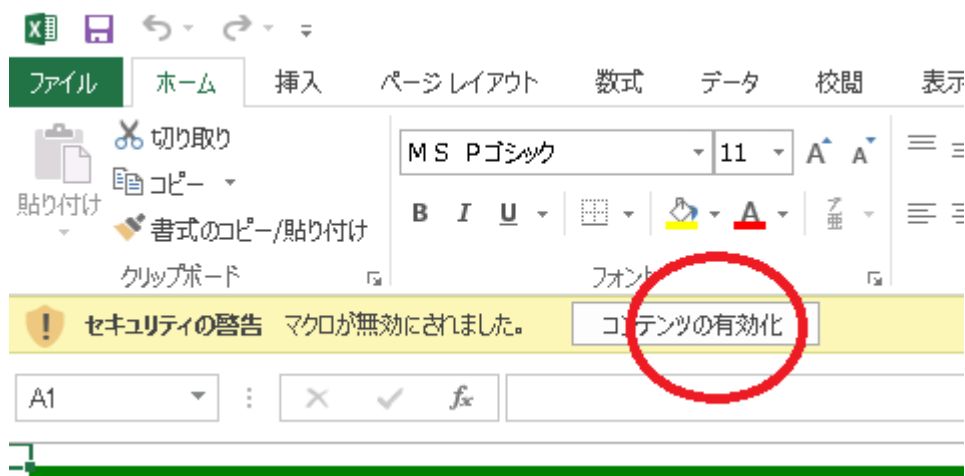 ファイル ホーム 挿入 ページ レイアウト 数式 データ 校閲 表示
切り取り
コピー
書式のコピー/貼り付け
貼り付け
クリップボード
ＭＳ Ｐゴシック 11 A A
B I U A ア亜
フォント
セキュリティの警告 マクロが無効にされました。 コンテンツの有効化
A1 fx